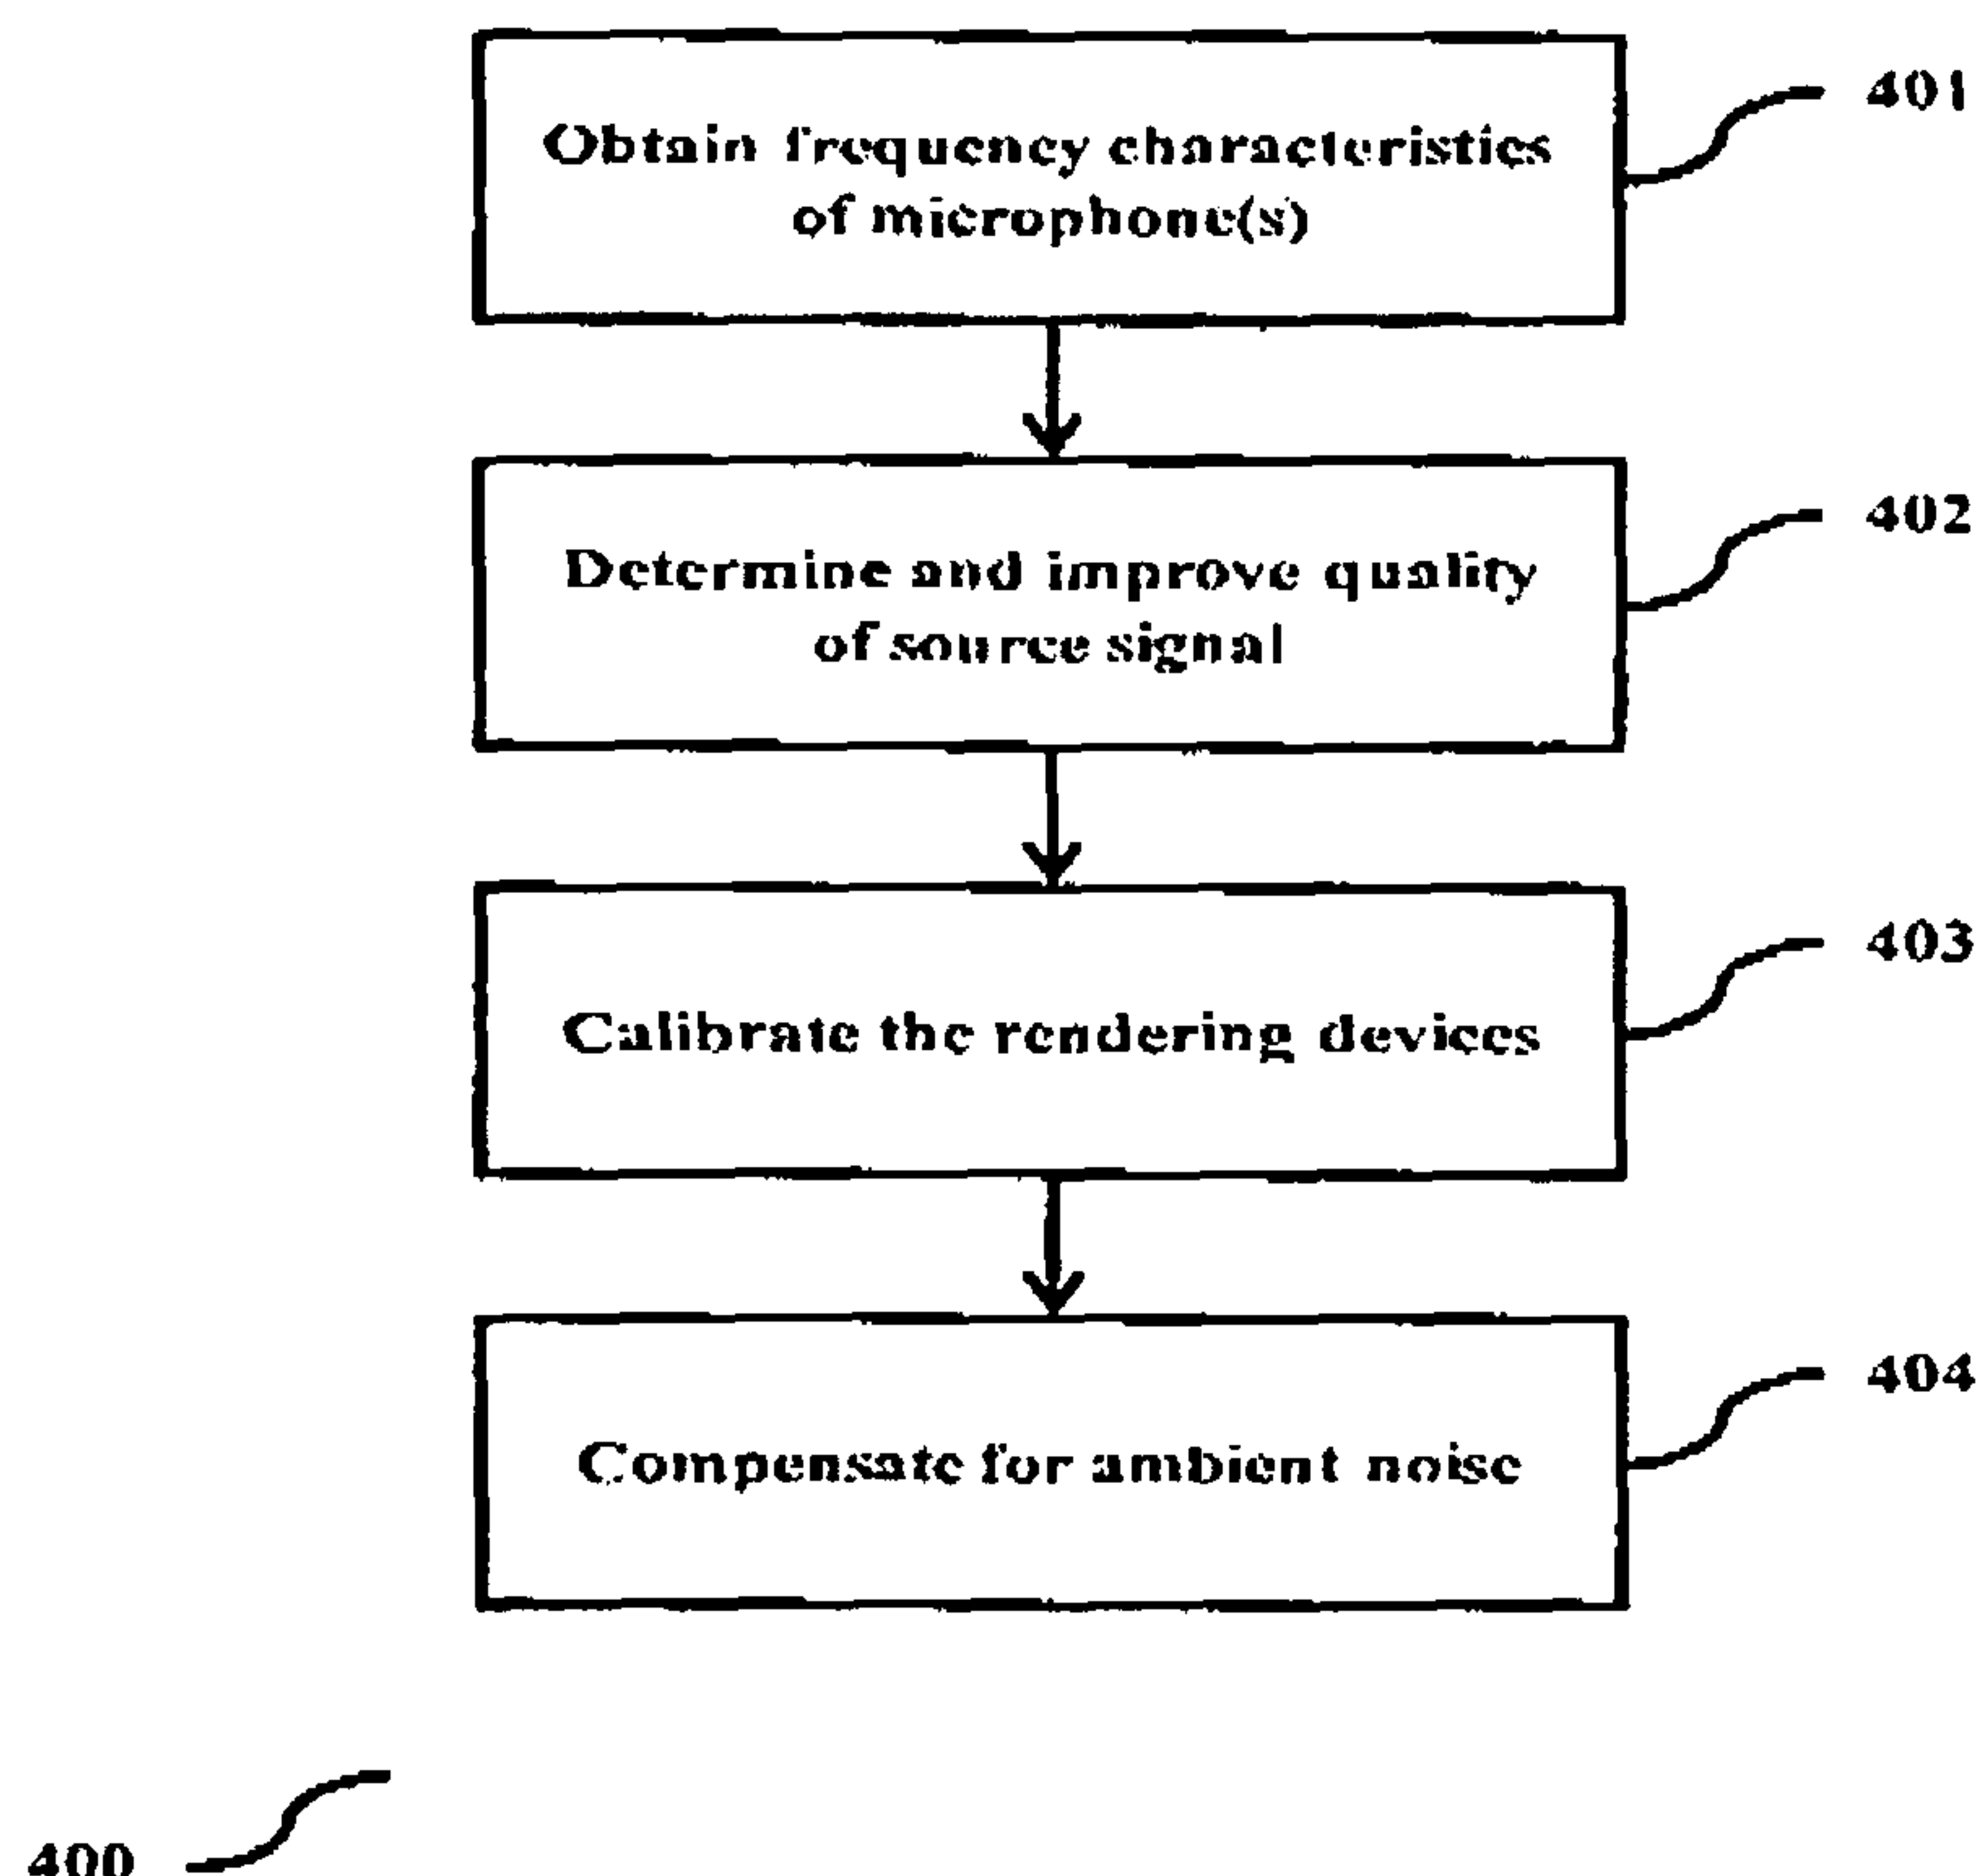 Obtain frequency characteristics
of microphone(s)
401
Determine and improve quality
of source signal
402
Calibrate the rendering devices
403
Compensate for ambient noise
404
400